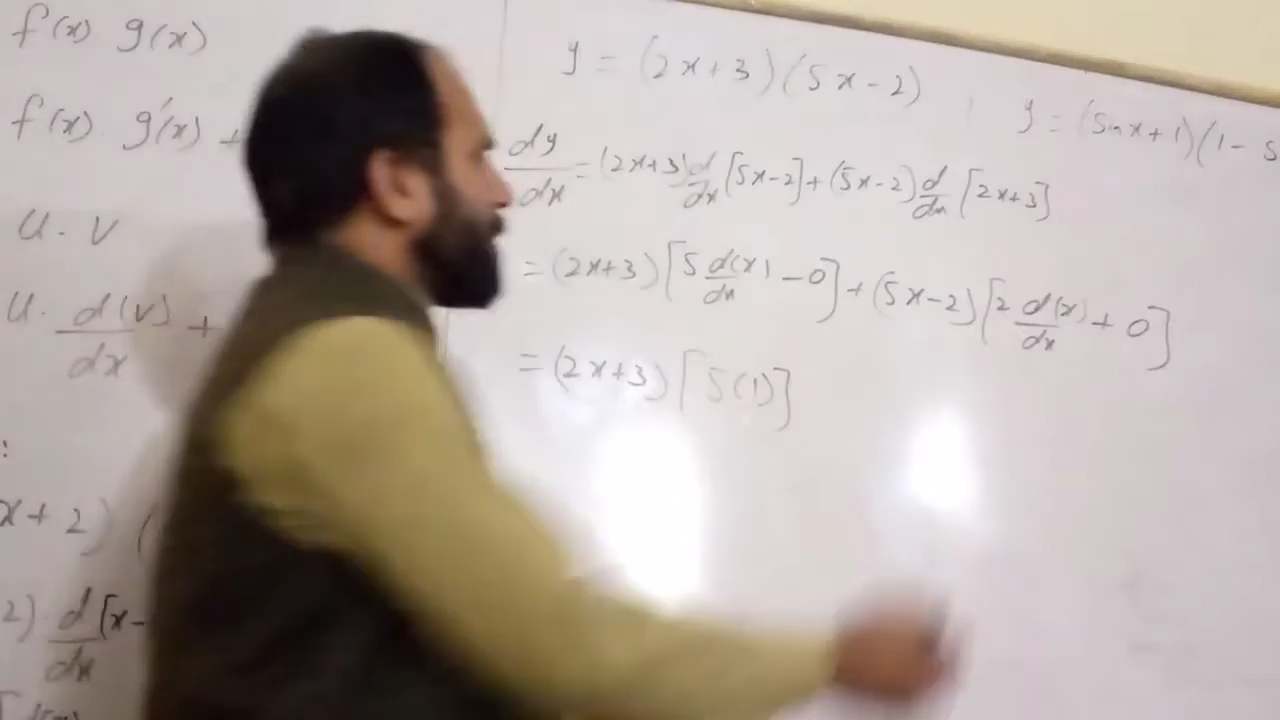 f(x) g(x)
f(x) g'(x) +
u. v
u. d(v)/dx +
:
x+2) (
2) d/dx [x-
y = (2x+3)(5x-2)
dy/dx = (2x+3) d/dx [5x-2] + (5x-2) d/dx [2x+3]
= (2x+3) [5 d(x)/dx - 0] + (5x-2) [2 d(x)/dx + 0]
= (2x+3) [5(1)]
y = (Sinx+1)(1- S